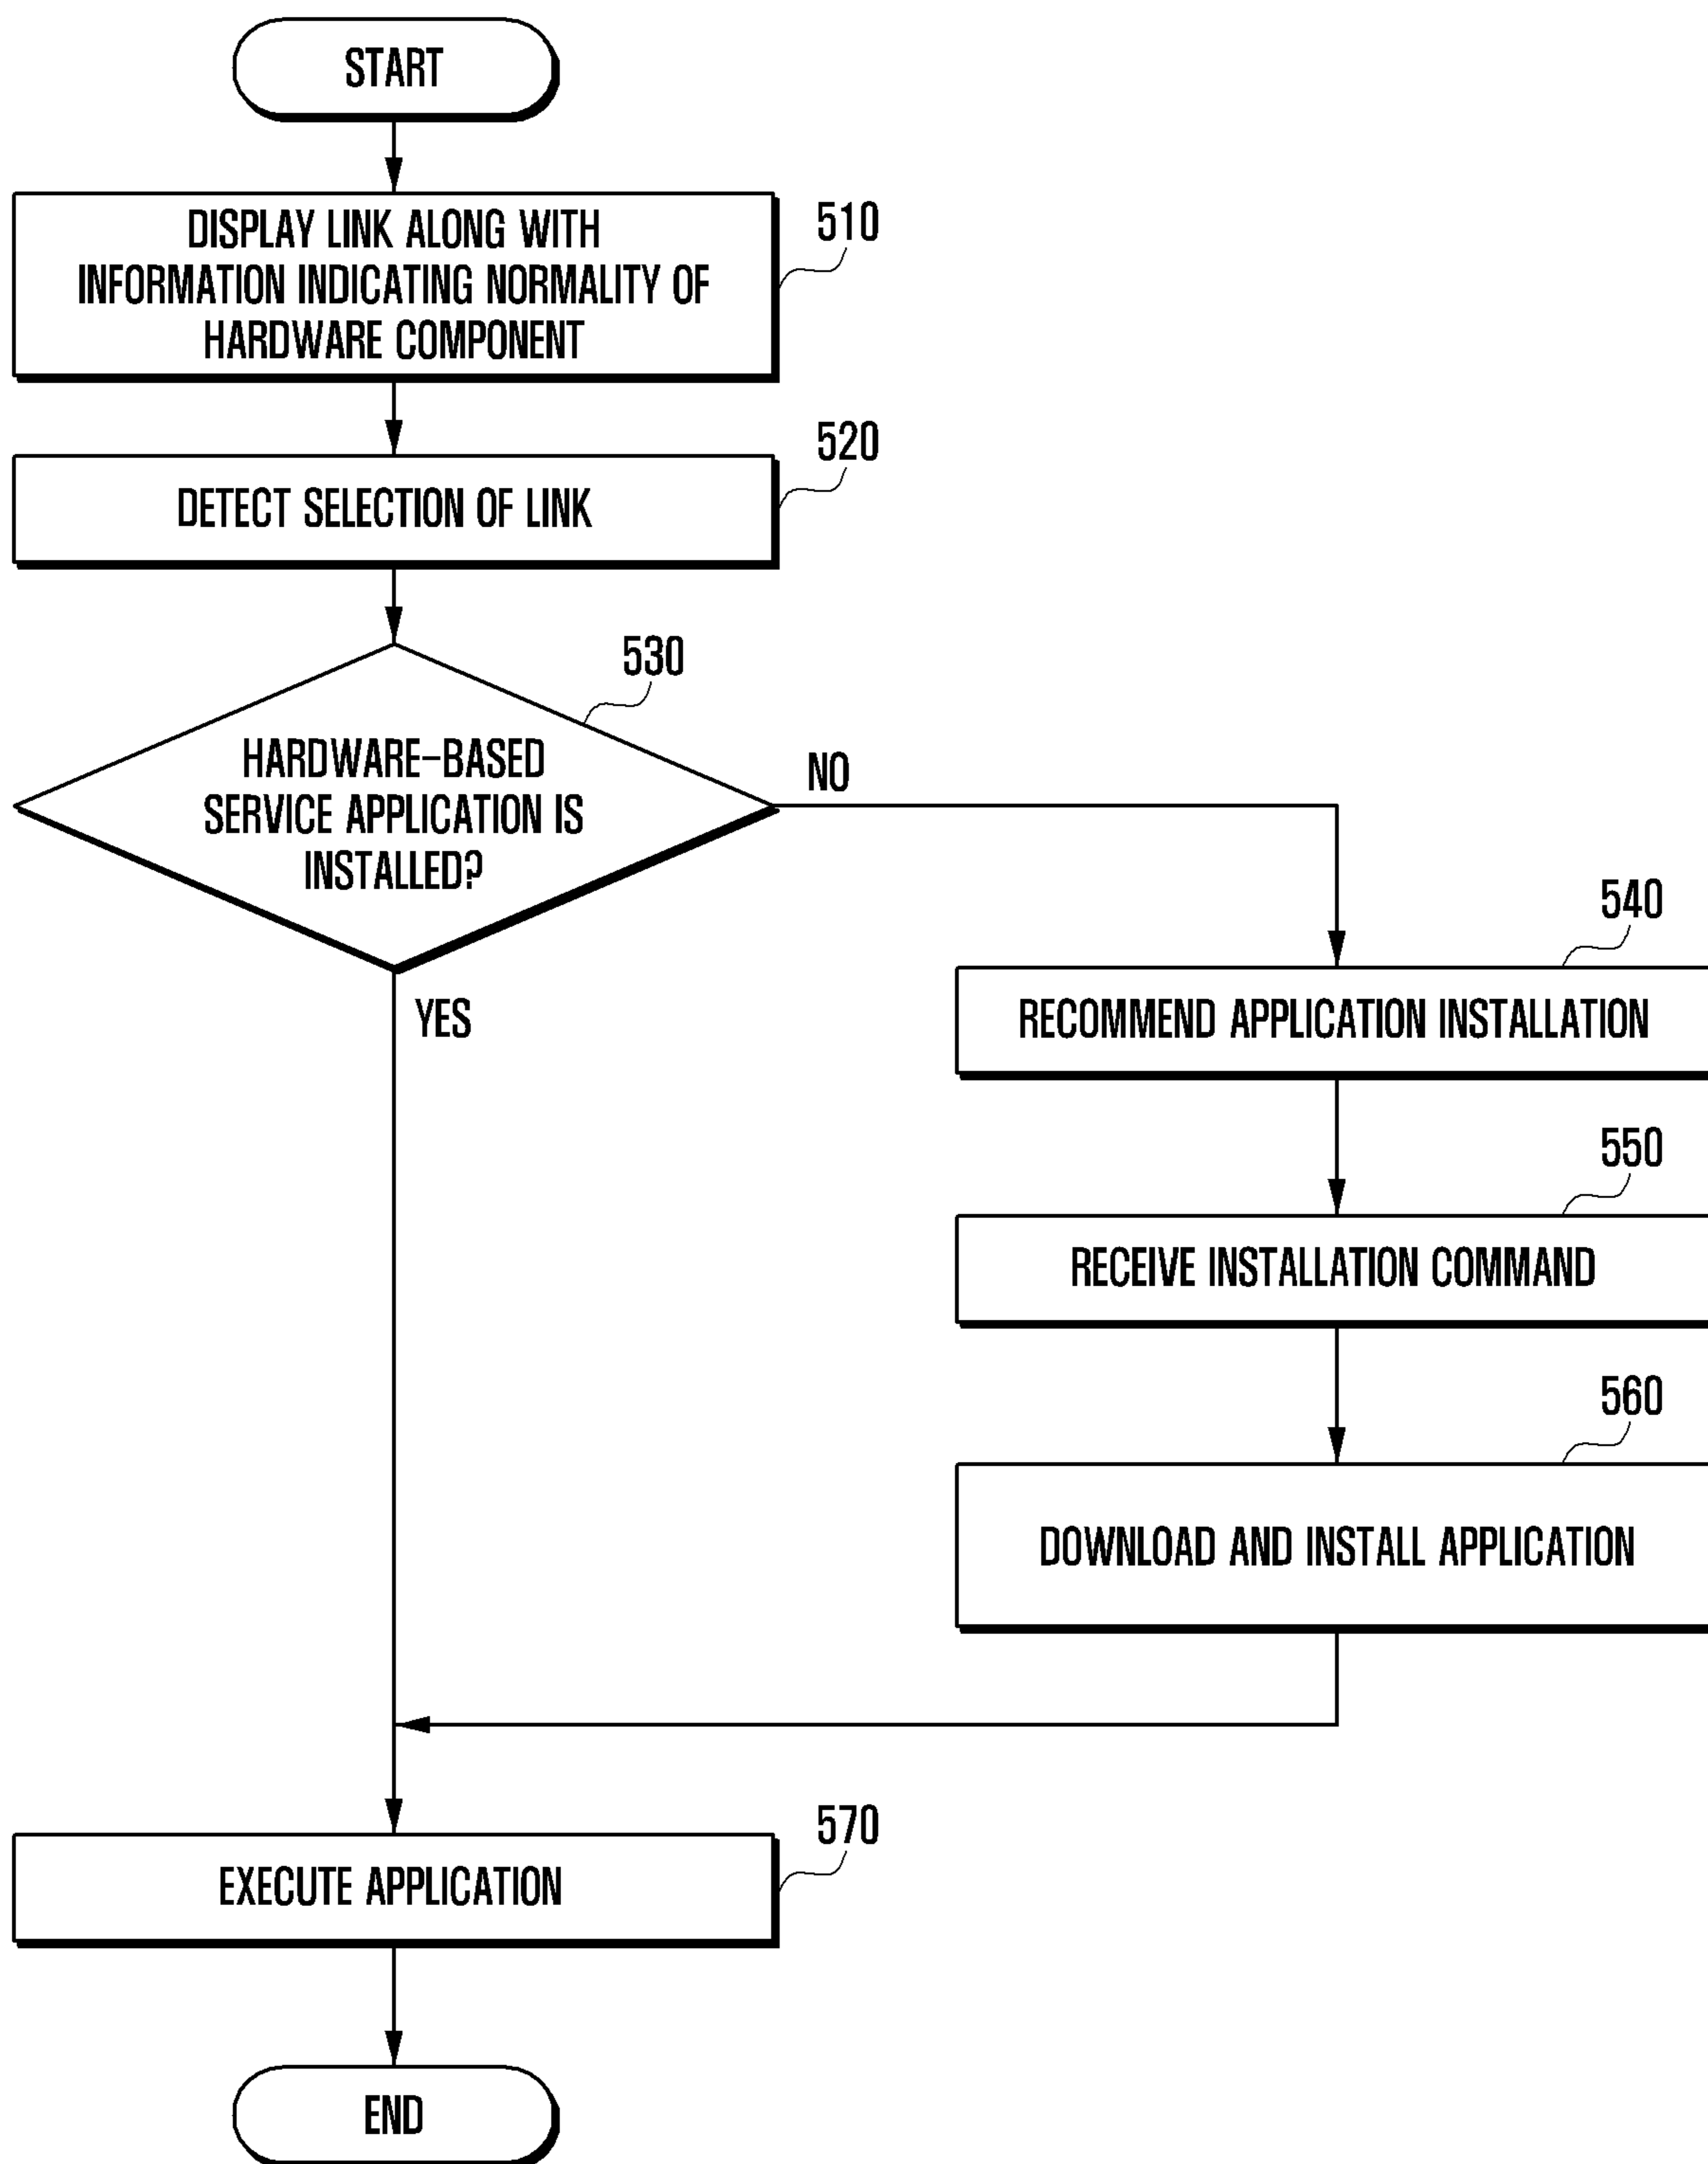 START
DISPLAY LINK ALONG WITH
INFORMATION INDICATING NORMALITY OF
HARDWARE COMPONENT
510
DETECT SELECTION OF LINK
520
530
HARDWARE-BASED
SERVICE APPLICATION IS
INSTALLED?
NO
YES
540
RECOMMEND APPLICATION INSTALLATION
550
RECEIVE INSTALLATION COMMAND
560
DOWNLOAD AND INSTALL APPLICATION
570
EXECUTE APPLICATION
END